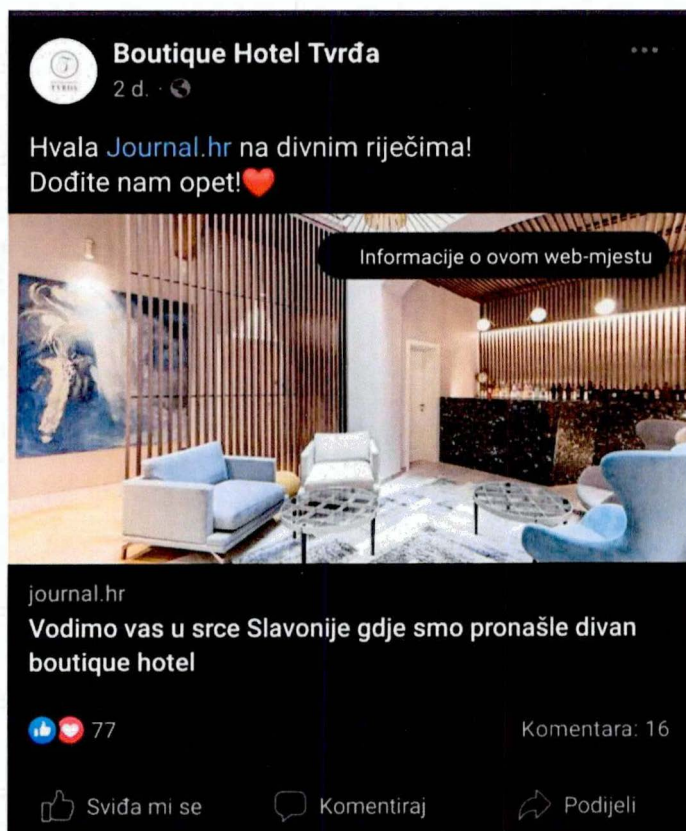 Boutique Hotel Tvrđa
2 d. ·
TVRĐA
Hvala Journal.hr na divnim riječima!
Dođite nam opet!❤️
Informacije o ovom web-mjestu
journal.hr
Vodimo vas u srce Slavonije gdje smo pronašle divan
boutique hotel
77
Komentara: 16
Sviđa mi se
Komentiraj
Podijeli